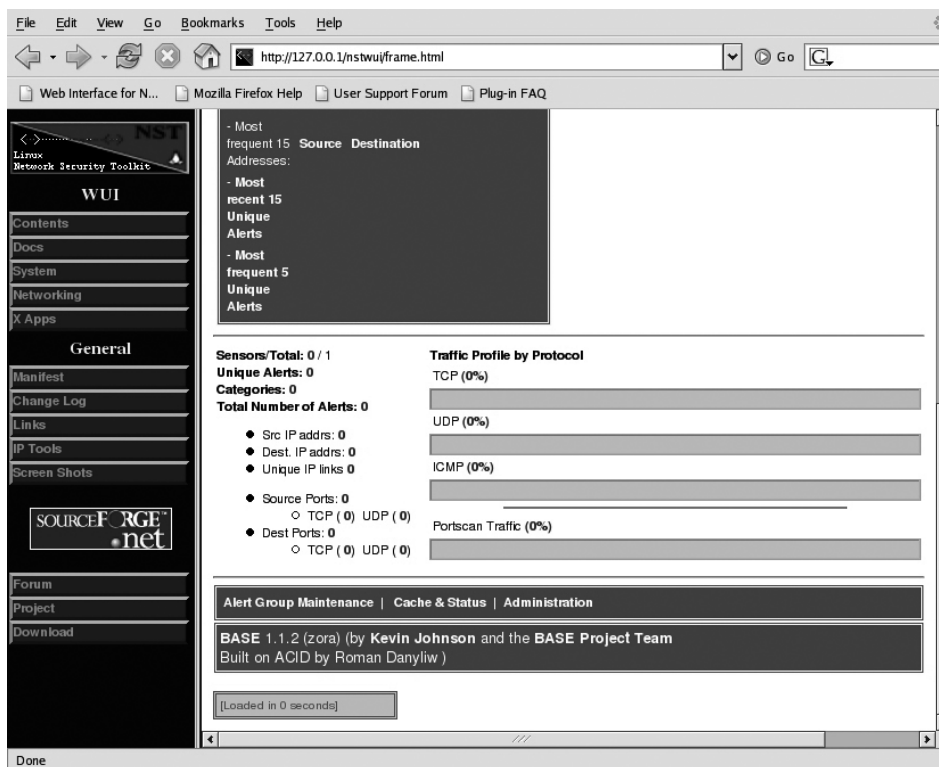 File Edit View Go Bookmarks Tools Help
http://127.0.0.1/nstwui/frame.html
Go
G
Web Interface for N... Mozilla Firefox Help User Support Forum Plug-in FAQ
NST
Linux
Network Security Toolkit
WUI
Contents
Docs
System
Networking
X Apps
General
Manifest
Change Log
Links
IP Tools
Screen Shots
SOURCEFORGE™
.net
Forum
Project
Download
- Most
frequent 15 Source Destination
Addresses:
- Most
recent 15
Unique
Alerts
- Most
frequent 5
Unique
Alerts
Sensors/Total: 0 / 1
Unique Alerts: 0
Categories: 0
Total Number of Alerts: 0
Src IP addrs: 0
Dest. IP addrs: 0
Unique IP links 0
Source Ports: 0
TCP ( 0) UDP ( 0)
Dest Ports: 0
TCP ( 0) UDP ( 0)
Traffic Profile by Protocol
TCP (0%)
UDP (0%)
ICMP (0%)
Portscan Traffic (0%)
Alert Group Maintenance | Cache & Status | Administration
BASE 1.1.2 (zora) (by Kevin Johnson and the BASE Project Team
Built on ACID by Roman Danyliw )
[Loaded in 0 seconds]
Done